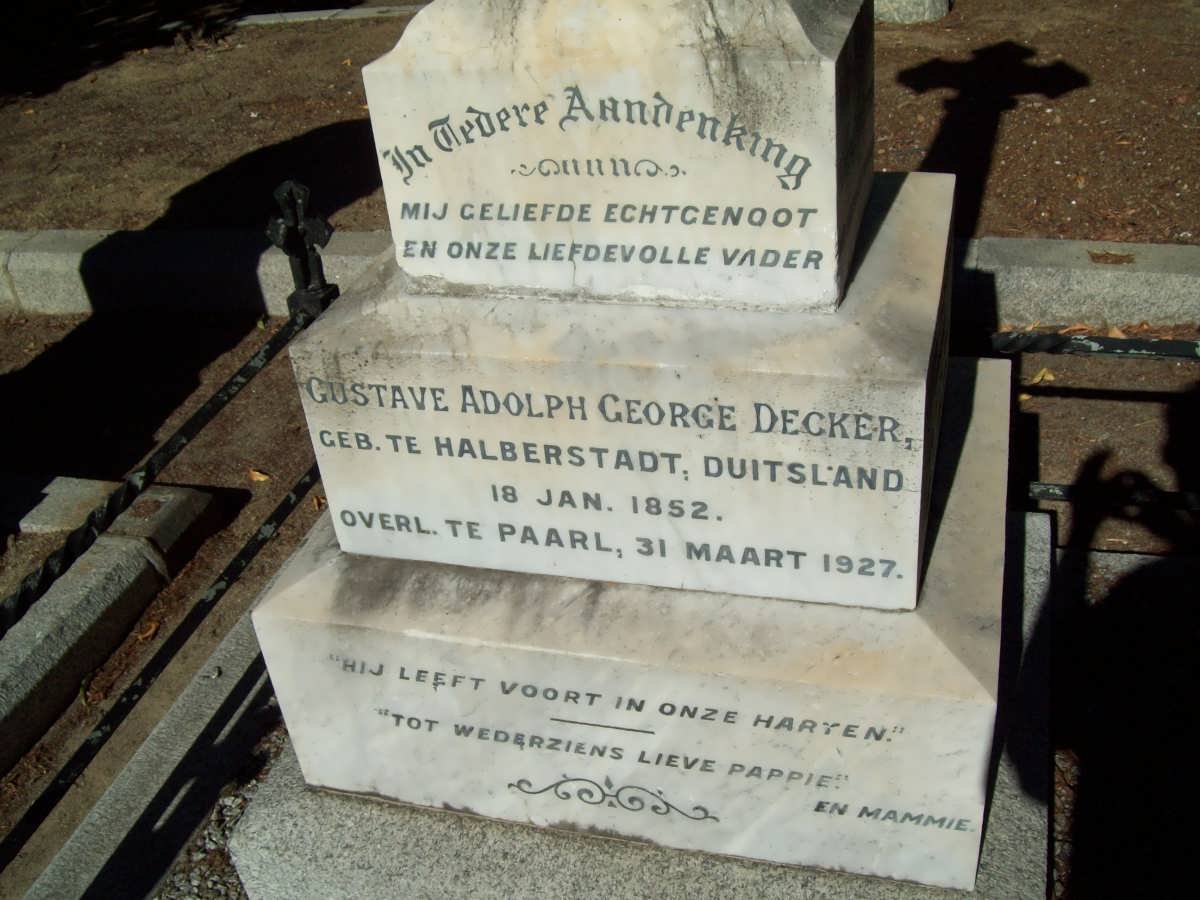 In Tedere Aandenking
MIJ GELIEFDE ECHTGENOOT
EN ONZE LIEFDEVOLLE VADER
GUSTAVE ADOLPH GEORGE DECKER,
GEB. TE HALBERSTADT, DUITSLAND
18 JAN. 1852.
OVERL. TE PAARL, 31 MAART 1927.
"HIJ LEEFT VOORT IN ONZE HARTEN."
"TOT WEDERZIENS LIEVE PAPPIE."
EN MAMMIE.